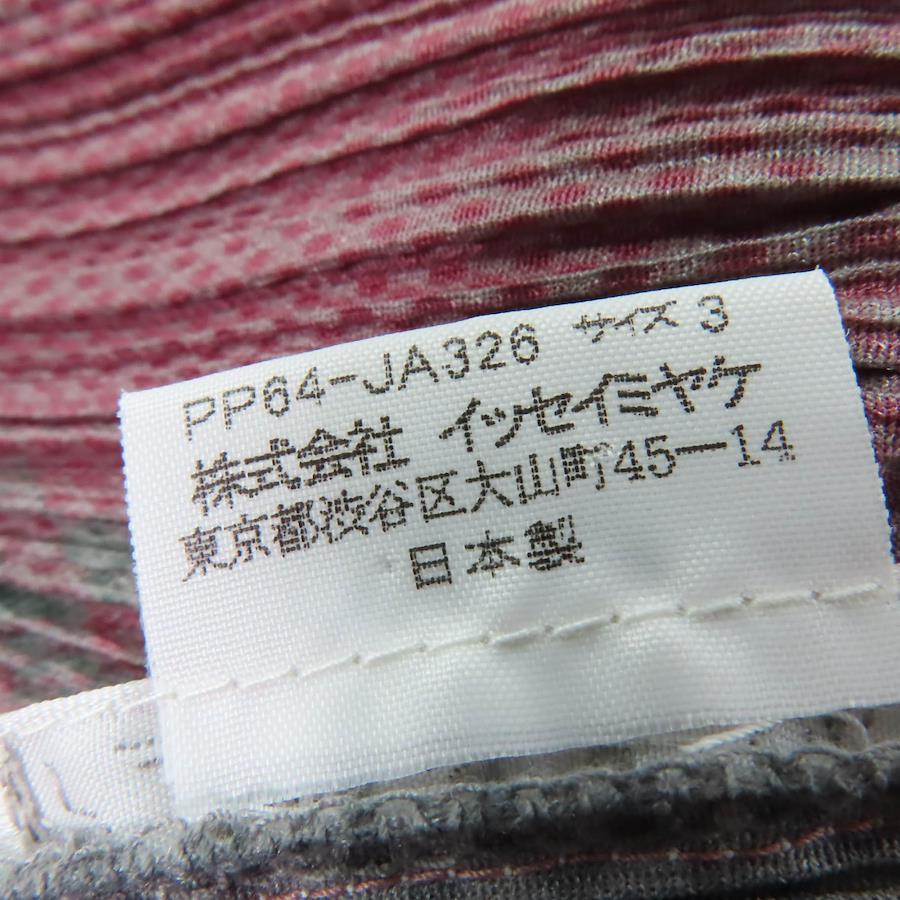 PP64-JA326 サイズ 3
株式会社 イッセイミヤケ
東京都渋谷区大山町45-14
日本製